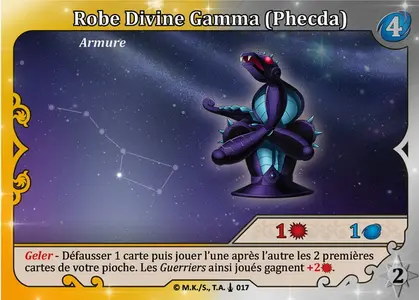 Robe Divine Gamma (Phecda)
4
Armure
1 1
Geler - Défausser 1 carte puis jouer l'une après l'autre les 2 premières
cartes de votre pioche. Les Guerriers ainsi joués gagnent +2
2
© M.K./S., T.A. 017